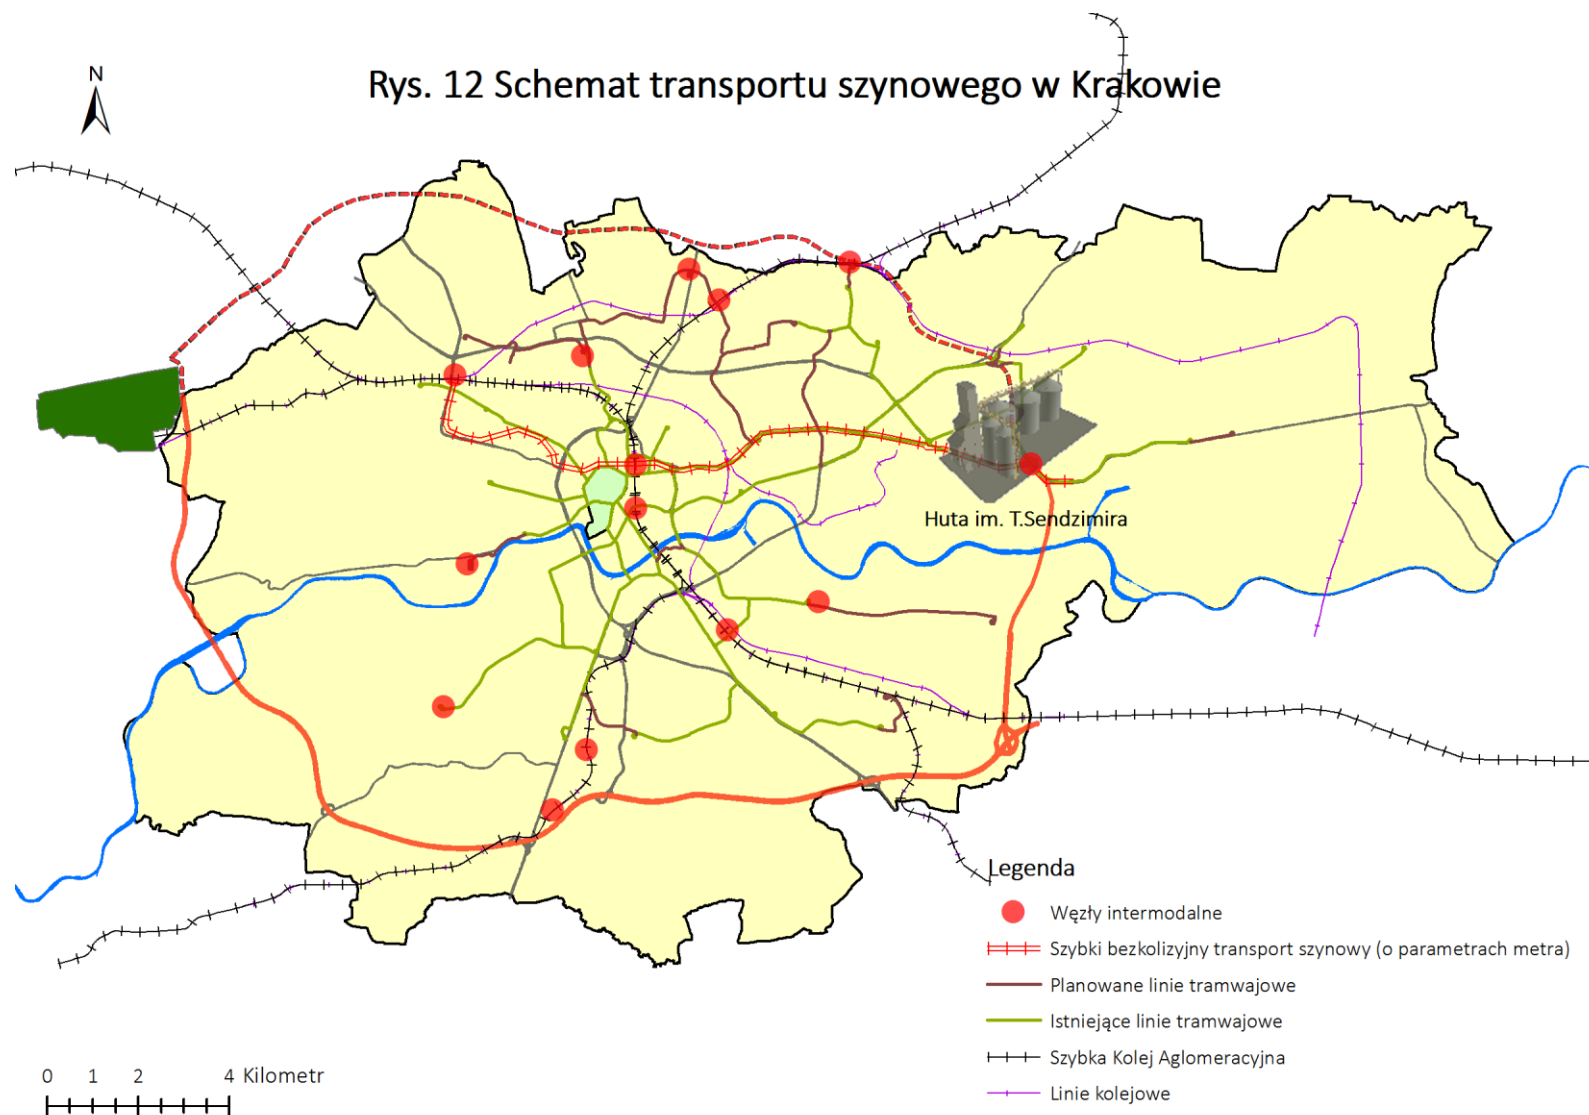 Rys. 12 Schemat transportu szynowego w Krakowie
N
Huta im. T.Sendzimira
Legenda
Węzły intermodalne
Szybki bezkolizyjny transport szynowy (o parametrach metra)
Planowane linie tramwajowe
Istniejące linie tramwajowe
Szybka Kolej Aglomeracyjna
Linie kolejowe
0 1 2 4 Kilometr